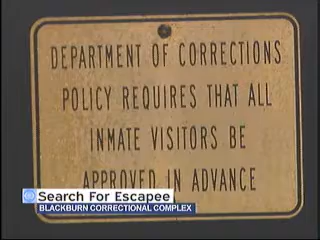 DEPARTMENT OF CORRECTIONS
POLICY REQUIRES THAT ALL
INMATE VISITORS BE
APPROVED IN ADVANCE
Search For Escapee
BLACKBURN CORRECTIONAL COMPLEX